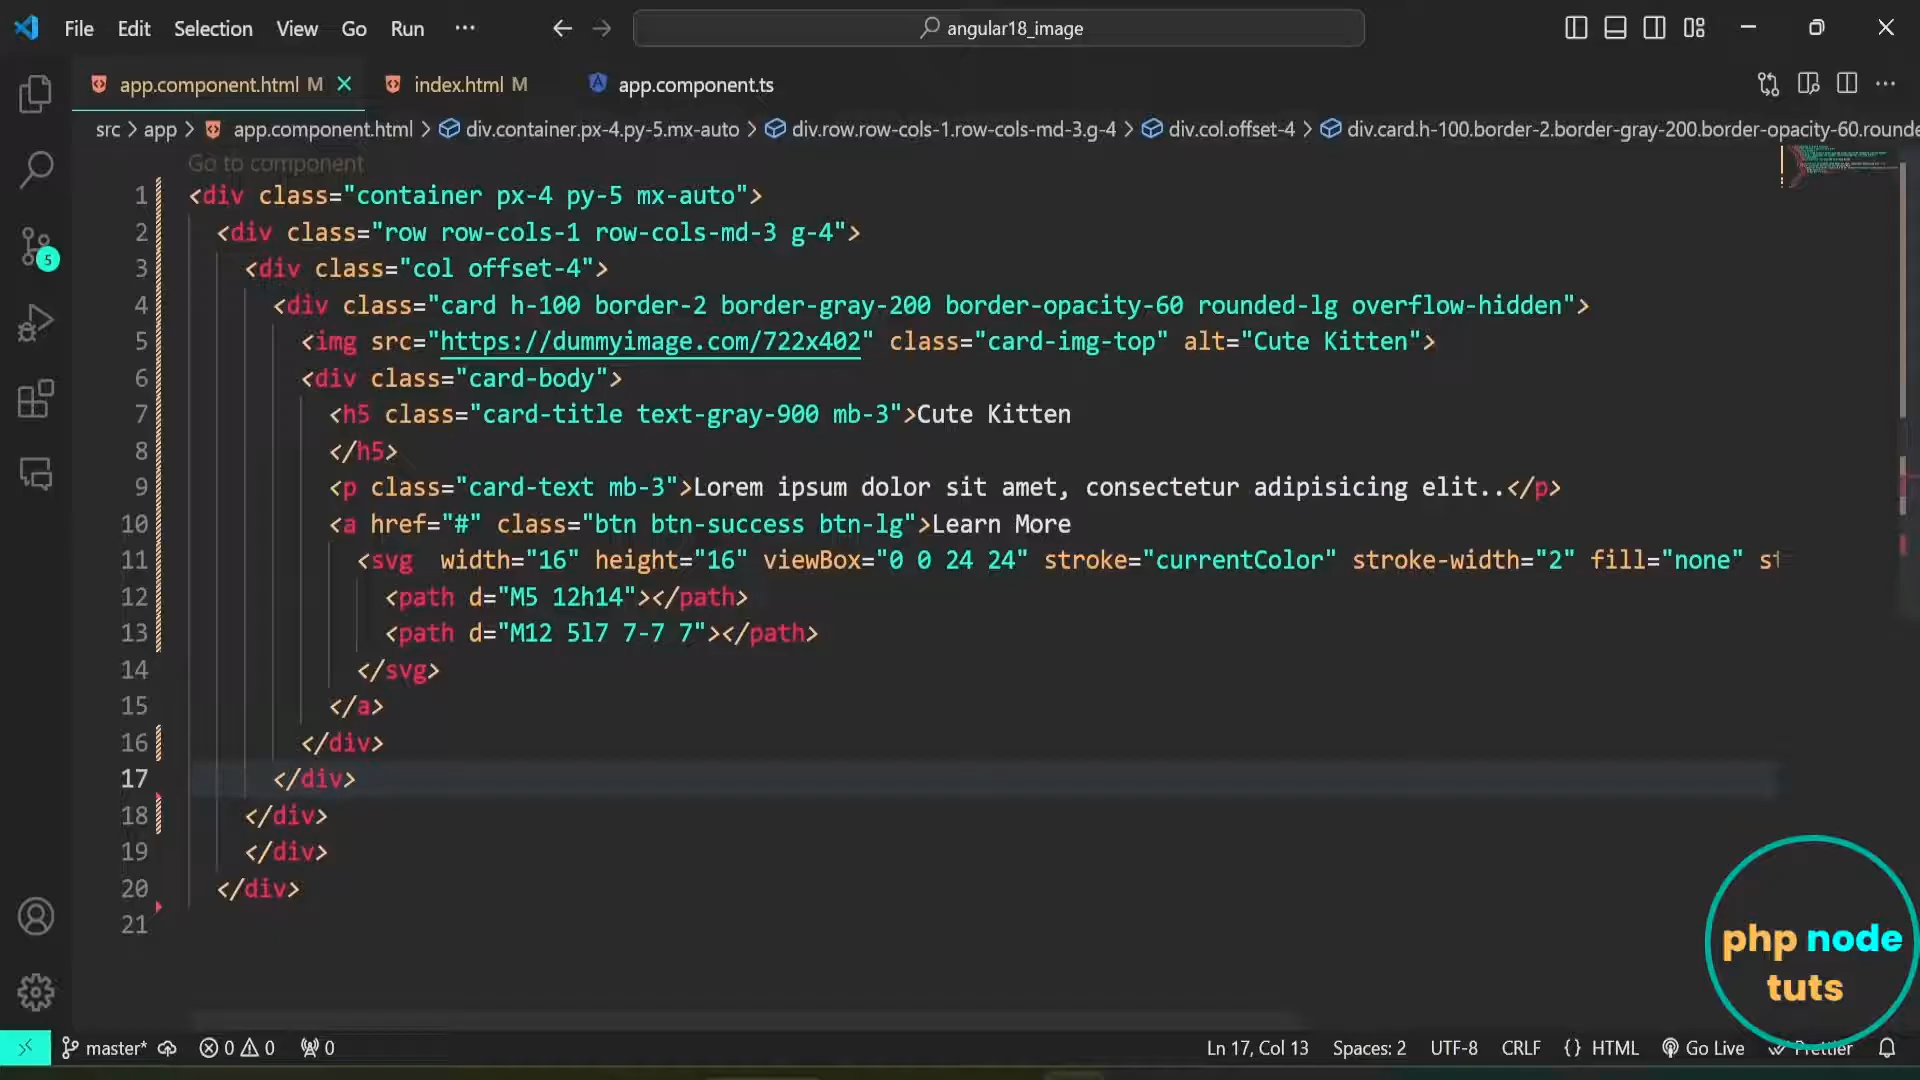 File Edit Selection View Go Run ··· angular18_image
app.component.html M index.html M app.component.ts
src > app > app.component.html > div.container.px-4.py-5.mx-auto > div.row.row-cols-1.row-cols-md-3.g-4 > div.col.offset-4 > div.card.h-100.border-2.border-gray-200.border-opacity-60.rounde
Go to component
1 <div class="container px-4 py-5 mx-auto">
2 <div class="row row-cols-1 row-cols-md-3 g-4">
3 <div class="col offset-4">
4 <div class="card h-100 border-2 border-gray-200 border-opacity-60 rounded-lg overflow-hidden">
5 <img src="https://dummyimage.com/722x402" class="card-img-top" alt="Cute Kitten">
6 <div class="card-body">
7 <h5 class="card-title text-gray-900 mb-3">Cute Kitten
8 </h5>
9 <p class="card-text mb-3">Lorem ipsum dolor sit amet, consectetur adipisicing elit..</p>
10 <a href="#" class="btn btn-success btn-lg">Learn More
11 <svg  width="16" height="16" viewBox="0 0 24 24" stroke="currentColor" stroke-width="2" fill="none" st
12 <path d="M5 12h14"></path>
13 <path d="M12 5l7 7-7 7"></path>
14 </svg>
15 </a>
16 </div>
17 </div>
18 </div>
19 </div>
20 </div>
21
5
php node
tuts
master* 0 0 0 Ln 17, Col 13 Spaces: 2 UTF-8 CRLF {} HTML Go Live Prettier